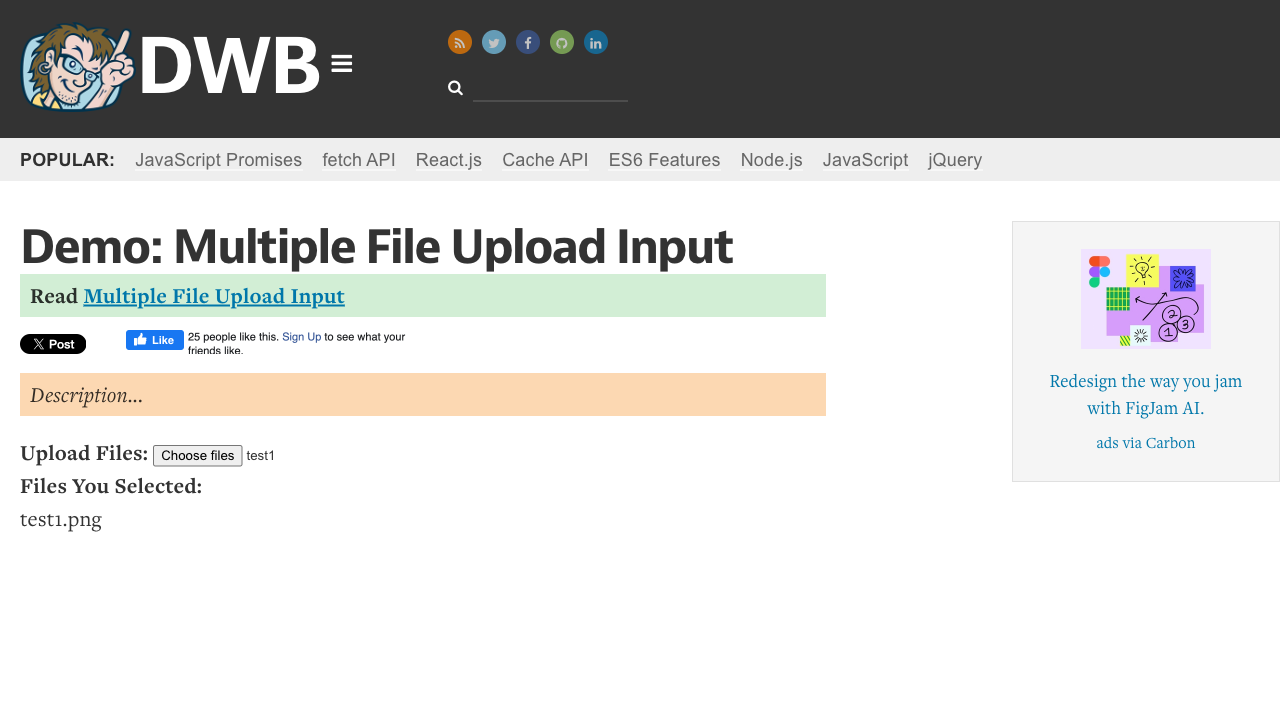 DWB
POPULAR: JavaScript Promises fetch API React.js Cache API ES6 Features Node.js JavaScript jQuery
Demo: Multiple File Upload Input
Read Multiple File Upload Input
Post
Like
25 people like this. Sign Up to see what your
friends like.
Description...
Upload Files: Choose files test1
Files You Selected:
test1.png
1
2
3
Redesign the way you jam
with FigJam AI.
ads via Carbon